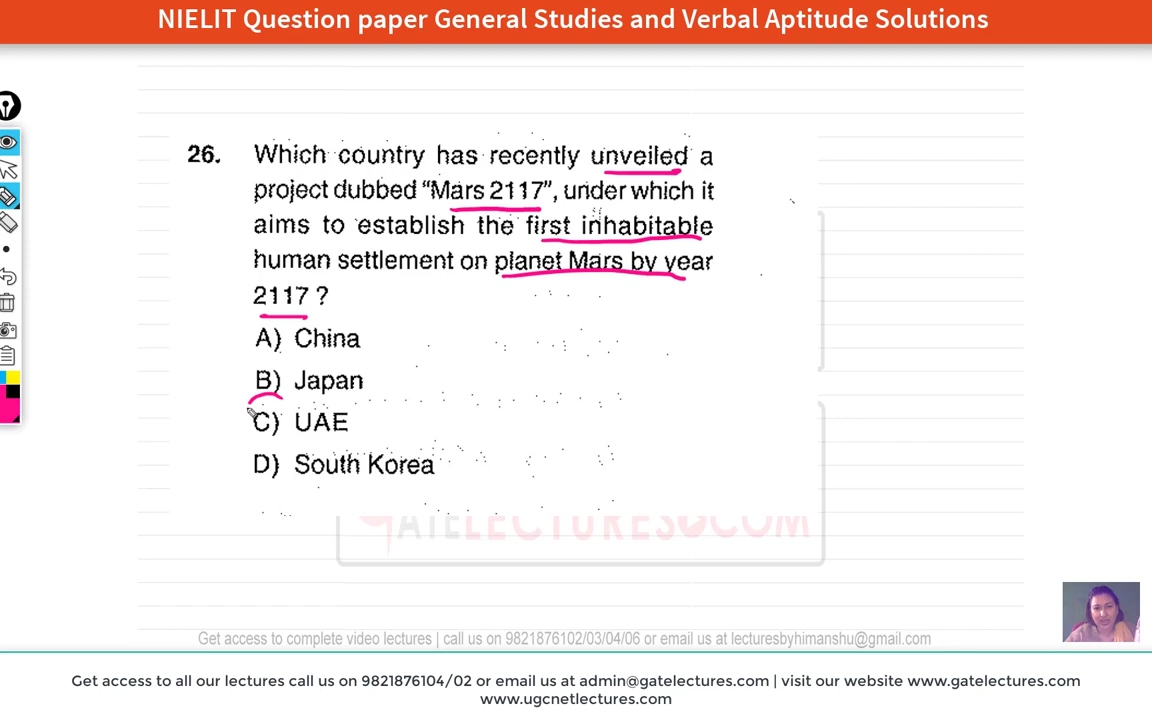 NIELIT Question paper General Studies and Verbal Aptitude Solutions
26. Which country has recently unveiled a
project dubbed “Mars 2117”, under which it
aims to establish the first inhabitable
human settlement on planet Mars by year
2117 ?
A) China
B) Japan
C) UAE
D) South Korea
ATELECTURES.COM
Get access to complete video lectures | call us on 9821876102/03/04/06 or email us at lecturesbyhimanshu@gmail.com
Get access to all our lectures call us on 9821876104/02 or email us at admin@gatelectures.com | visit our website www.gatelectures.com
www.ugcnetlectures.com